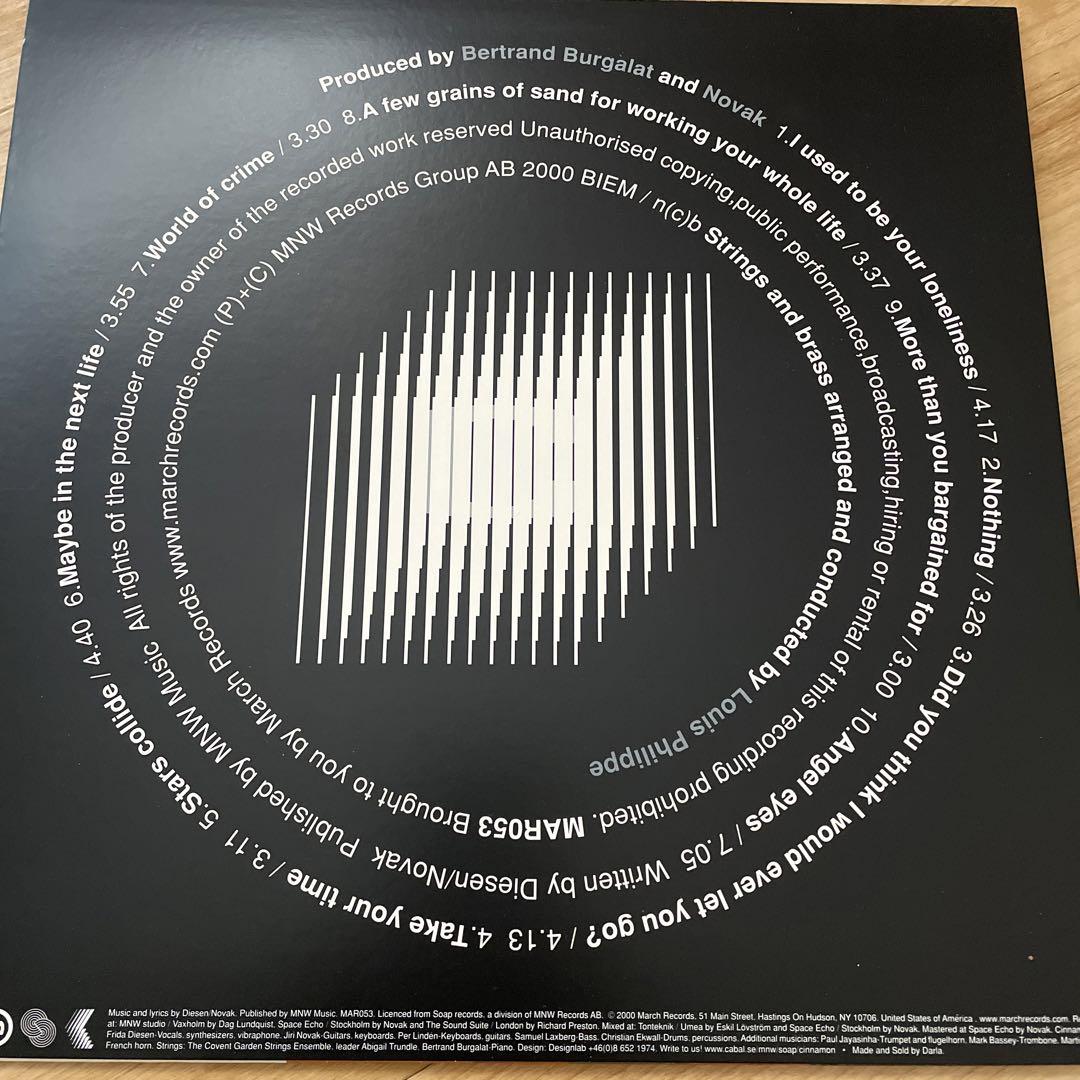 Produced by Bertrand Burgalat and Novak 1.I used to be your loneliness / 4.17 2.Nothing / 3.26 3.Did you think I would ever let you go? / 4.13 4.Take your time / 3.11 5.Stars collide / 4.40 6.Maybe in the next life / 3.55 7.World of crime / 3.30 8.A few grains of sand for working your whole life / 3.37 9.More than you bargained for / 3.00 10.Angel eyes / 7.05 Written by Diesen/Novak Published by MNW Music All rights of the producer and the owner of the recorded work reserved Unauthorised copying,public performance,broadcasting,hiring or rental of this recording prohibited. MAR053 Brought to you by March Records www.marchrecords.com (P)+(C) MNW Records Group AB 2000 BIEM / n(c)b Strings and brass arranged and conducted by Louis Philippe
Music and lyrics by Diesen/Novak. Published by MNW Music. MAR053. Licenced from Soap records. a division of MNW Records AB. © 2000 March Records. 51 Main Street. Hastings On Hudson, NY 10706. United States of America . www.marchrecords.com.
at: MNW studio / Vaxholm by Dag Lundquist. Space Echo / Stockholm by Novak and The Sound Suite / London by Richard Preston. Mixed at: Tonteknik / Umea by Eskil Lövström and Space Echo / Stockholm by Novak. Mastered at Space Echo by Novak.
Frida Diesen-Vocals. synthesizers. vibraphone. Jiri Novak-Guitars. keyboards. Per Linden-Keyboards. guitars. Samuel Laxberg-Bass. Christian Ekwall-Drums. percussions. Additional musicians: Paul Jayasinha-Trumpet and flugelhorn. Mark Bassey-Trombone.
French horn. Strings: The Covent Garden Strings Ensemble. leader Abigail Trundle. Bertrand Burgalat-Piano. Design: Designlab +46(0)8 652 1974. Write to us! www.cabal.se/mnw/soap/cinnamon • Made and Sold by Darla.